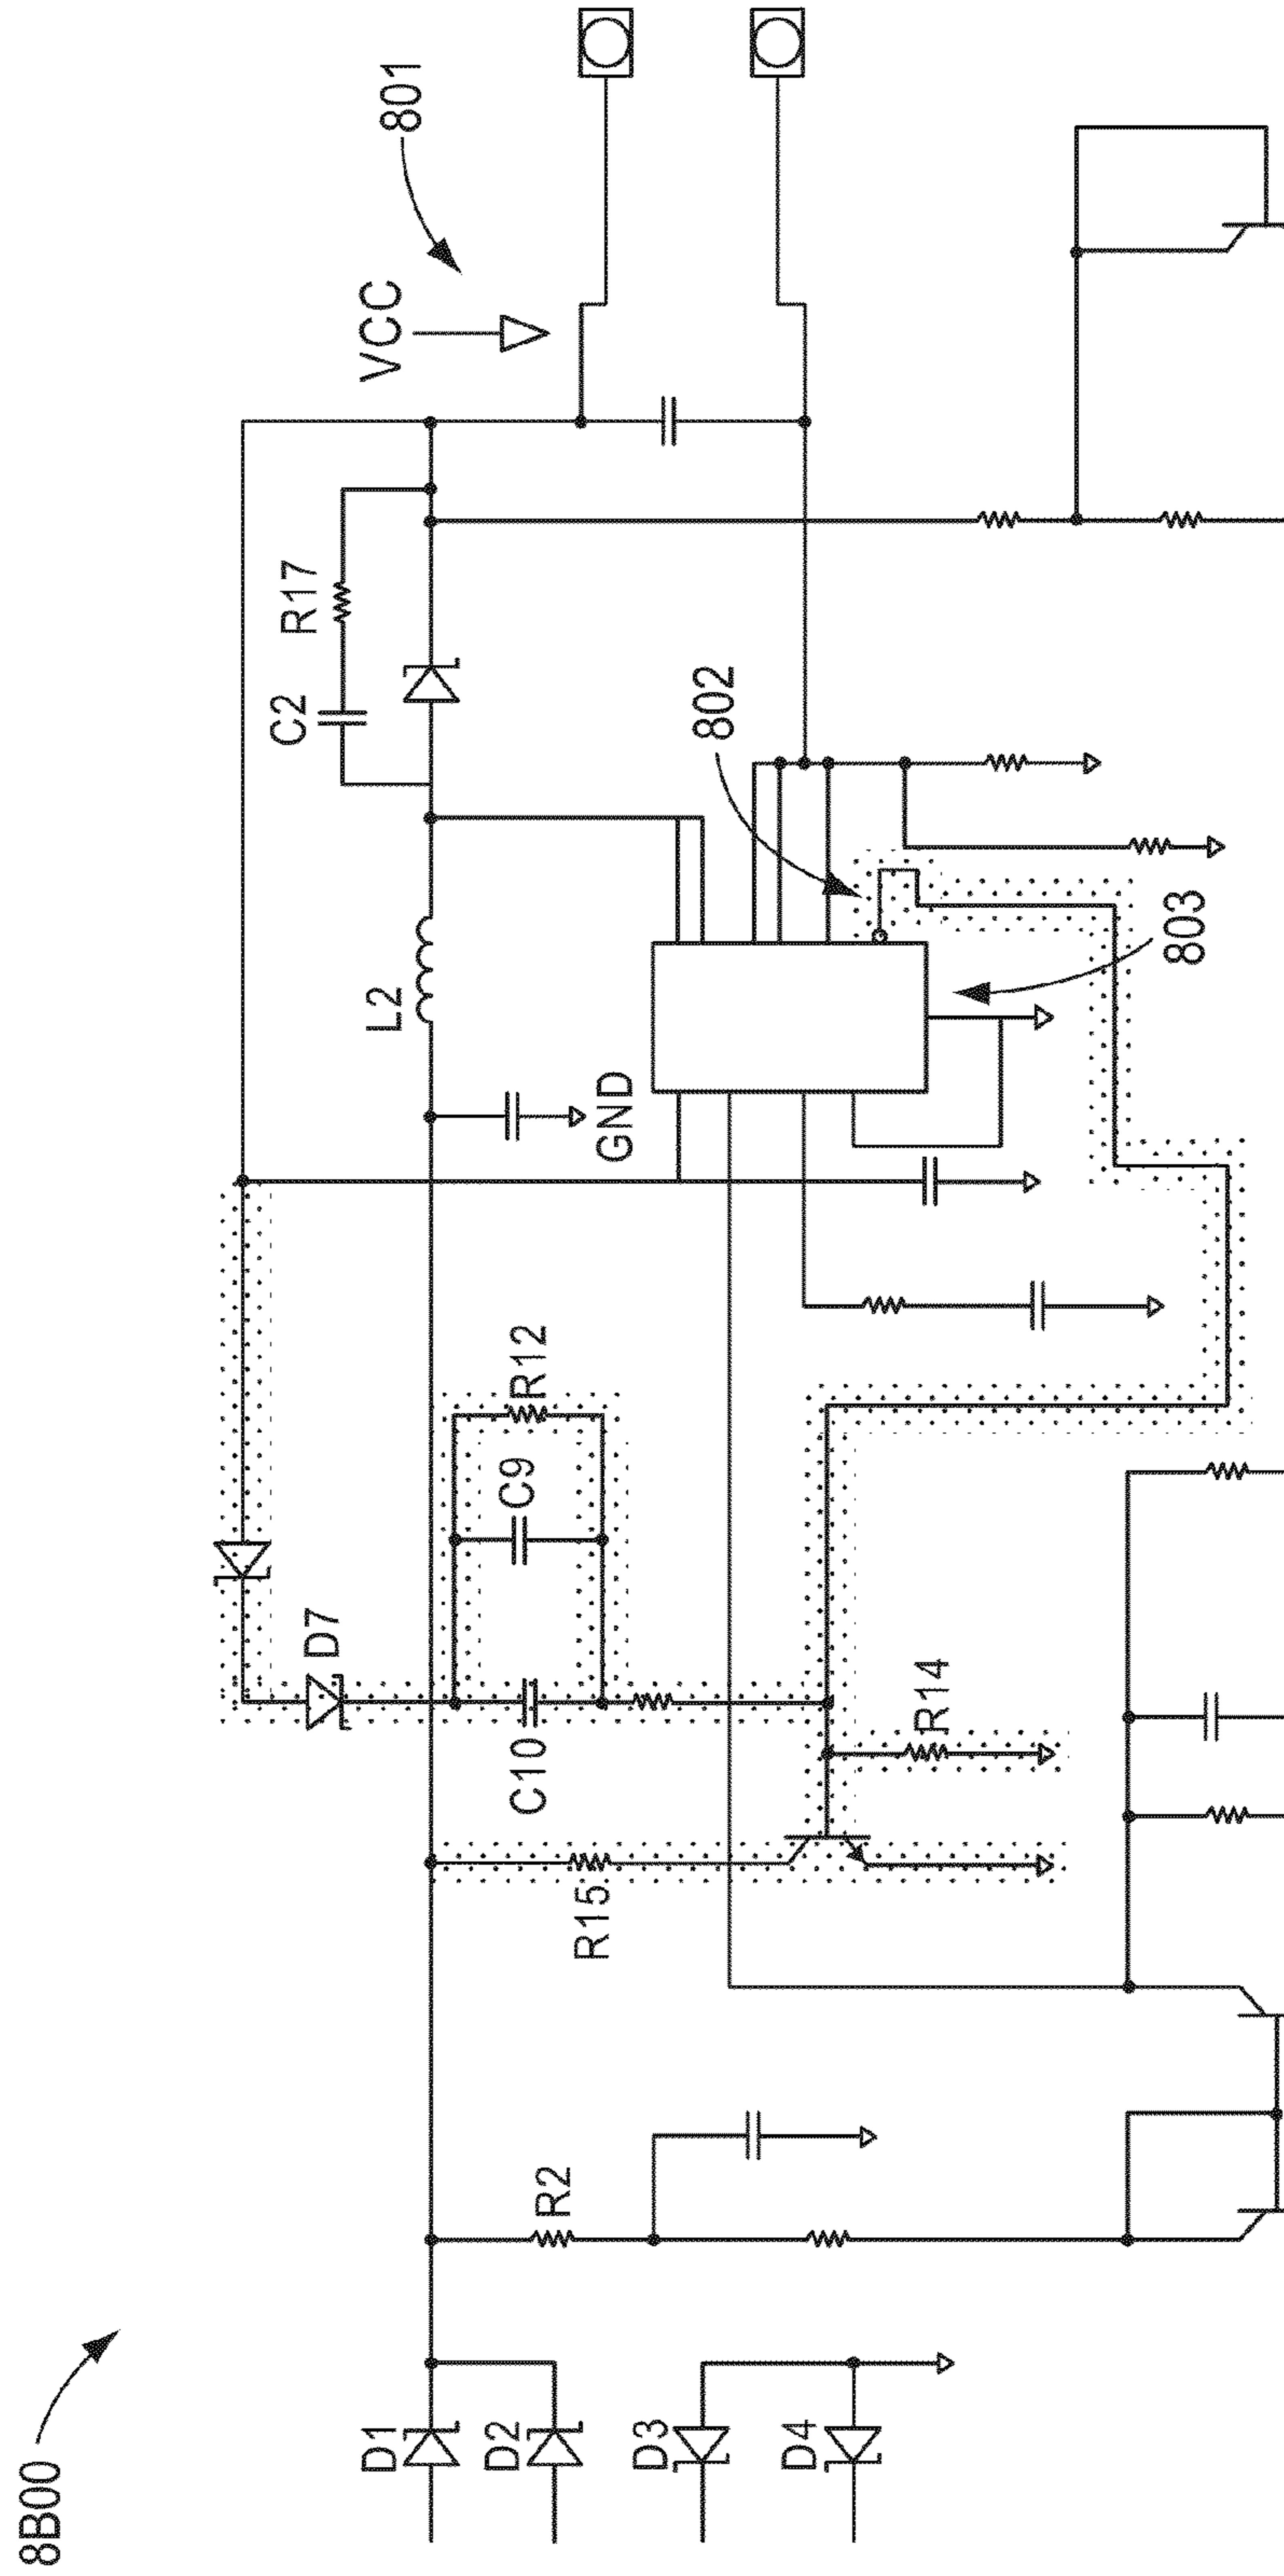 8B00
801
VCC
R17
C2
802
L2
803
GND
R12
C9
D7
R14
C10
R15
R2
D1
D2
D3
D4